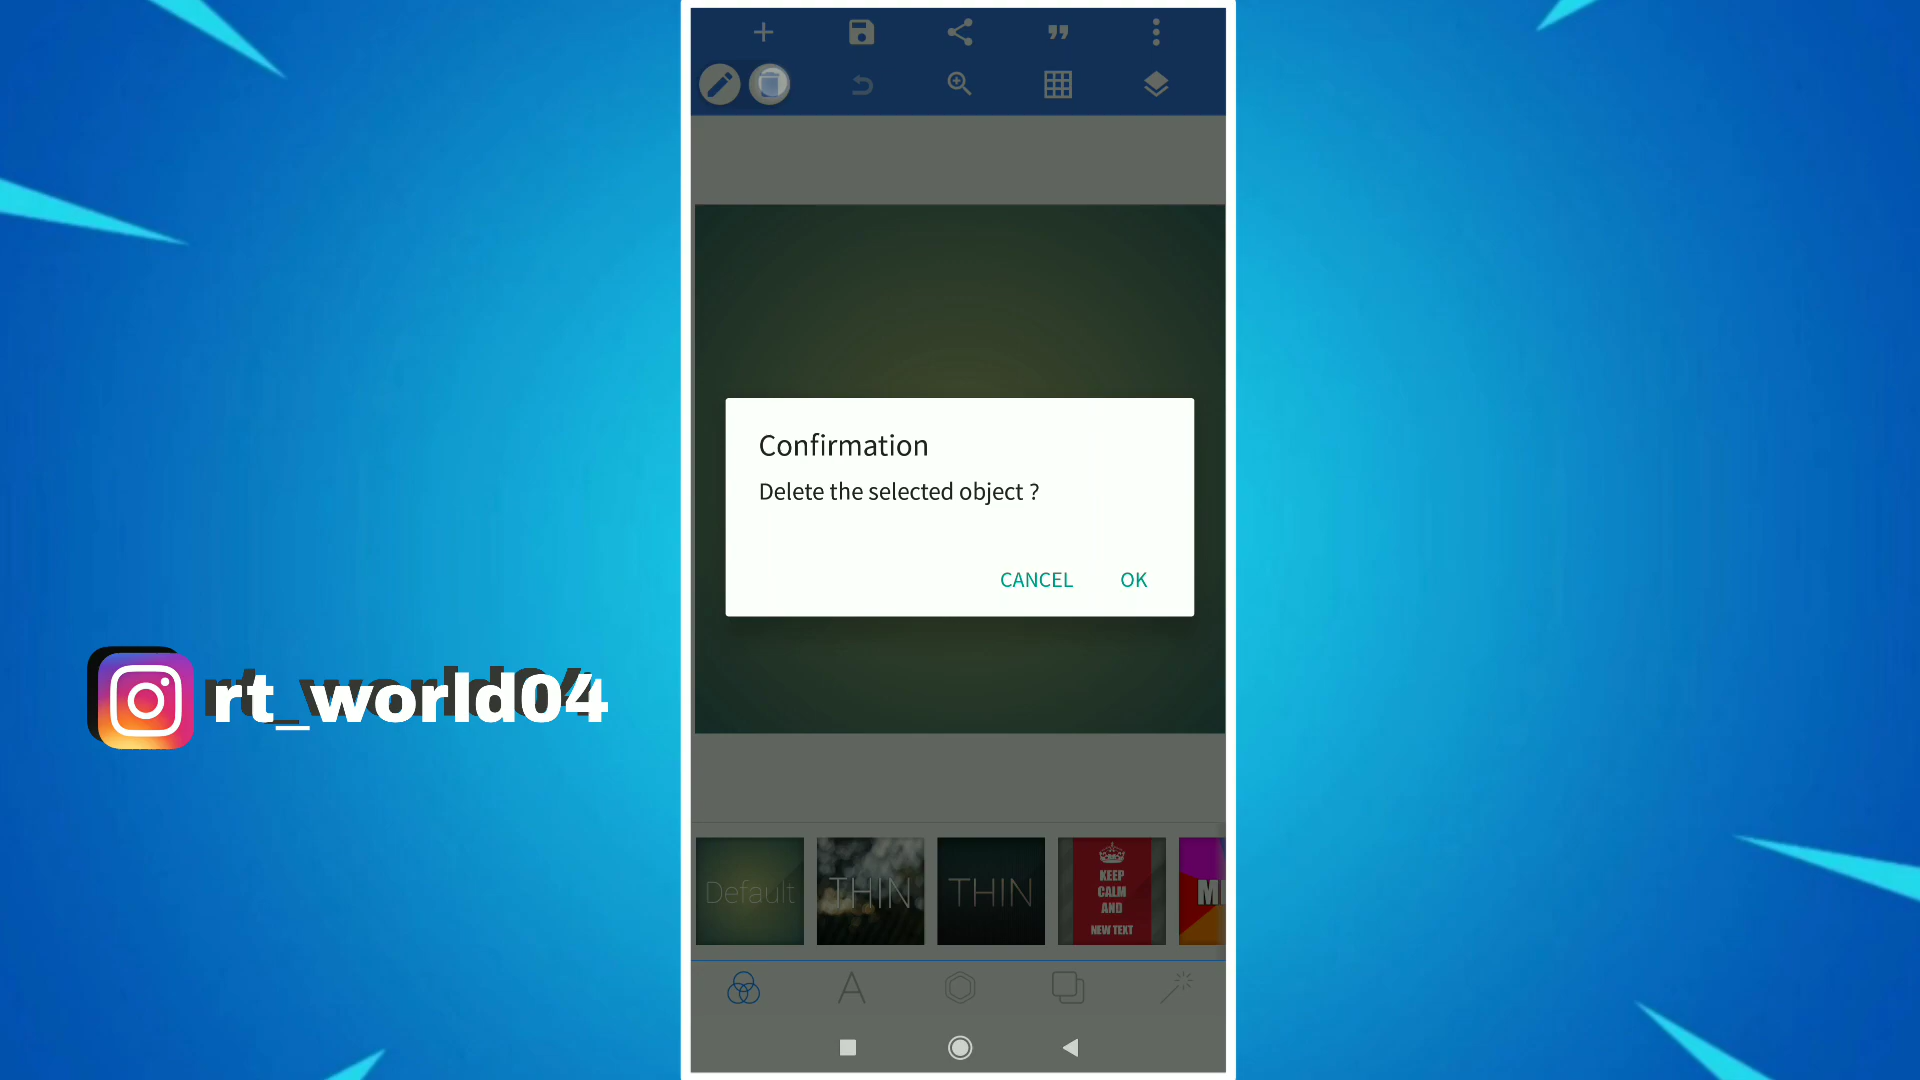 Confirmation
Delete the selected object ?
CANCEL OK
rt_world04
Default
THIN
THIN
KEEP
CALM
AND
NEW TEXT